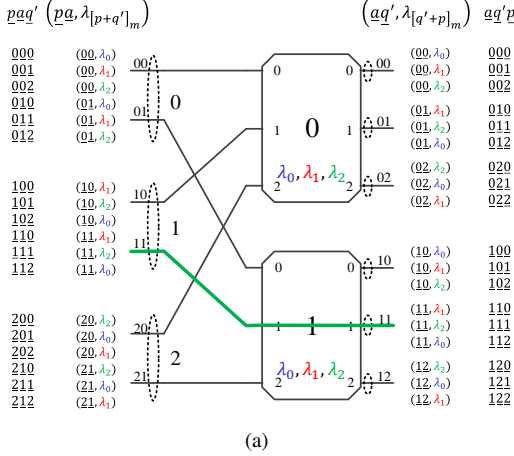 paq′ (pa, λ[p+q′]m)
000 (00, λ0)
001 (00, λ1)
002 (00, λ2)
010 (01, λ0)
011 (01, λ1)
012 (01, λ2)
100 (10, λ1)
101 (10, λ2)
102 (10, λ0)
110 (11, λ1)
111 (11, λ2)
112 (11, λ0)
200 (20, λ2)
201 (20, λ0)
202 (20, λ1)
210 (21, λ2)
211 (21, λ0)
212 (21, λ1)
00
01
0
10
11
1
20
21
2
0 0
1 0 1
λ0, λ1, λ2
2 2
0 0
1 1 1
λ0, λ1, λ2
2 2
00
01
02
10
11
12
(aq′, λ[q′+p]m) aq′p
(00, λ0) 000
(00, λ1) 001
(00, λ2) 002
(01, λ1) 010
(01, λ2) 011
(01, λ0) 012
(02, λ2) 020
(02, λ0) 021
(02, λ1) 022
(10, λ0) 100
(10, λ1) 101
(10, λ2) 102
(11, λ1) 110
(11, λ2) 111
(11, λ0) 112
(12, λ2) 120
(12, λ0) 121
(12, λ1) 122
(a)